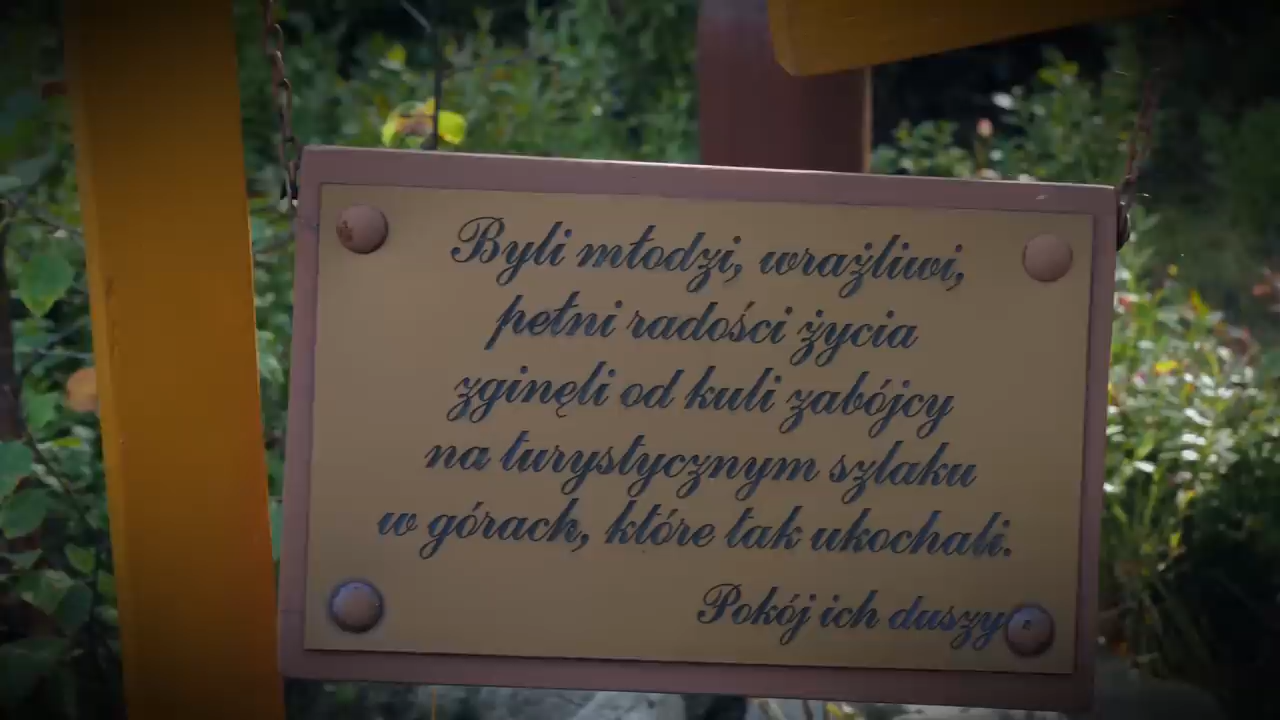 Byli młodzi, wrażliwi,
pełni radości życia
zginęli od kuli zabójcy
na turystycznym szlaku
w górach, które tak ukochali.
Pokój ich duszy